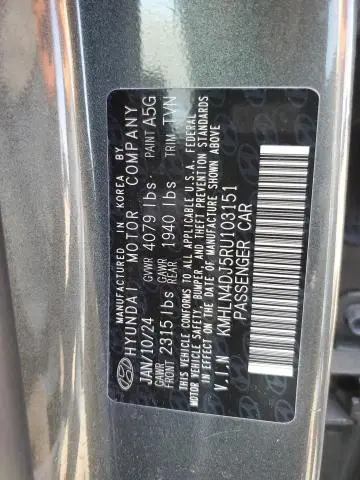 MANUFACTURED IN KOREA BY
HYUNDAI MOTOR COMPANY
JAN/10/24 GVWR 4079 lbs PAINT A5G
GAWR FRONT 2315 lbs GAWR REAR 1940 lbs TRIM TVN
THIS VEHICLE CONFORMS TO ALL APPLICABLE U.S.A. FEDERAL
MOTOR VEHICLE SAFETY, BUMPER, AND THEFT PREVENTION STANDARDS
IN EFFECT ON THE DATE OF MANUFACTURE SHOWN ABOVE
V.I.N KMHLN4DJ5RU103151
PASSENGER CAR